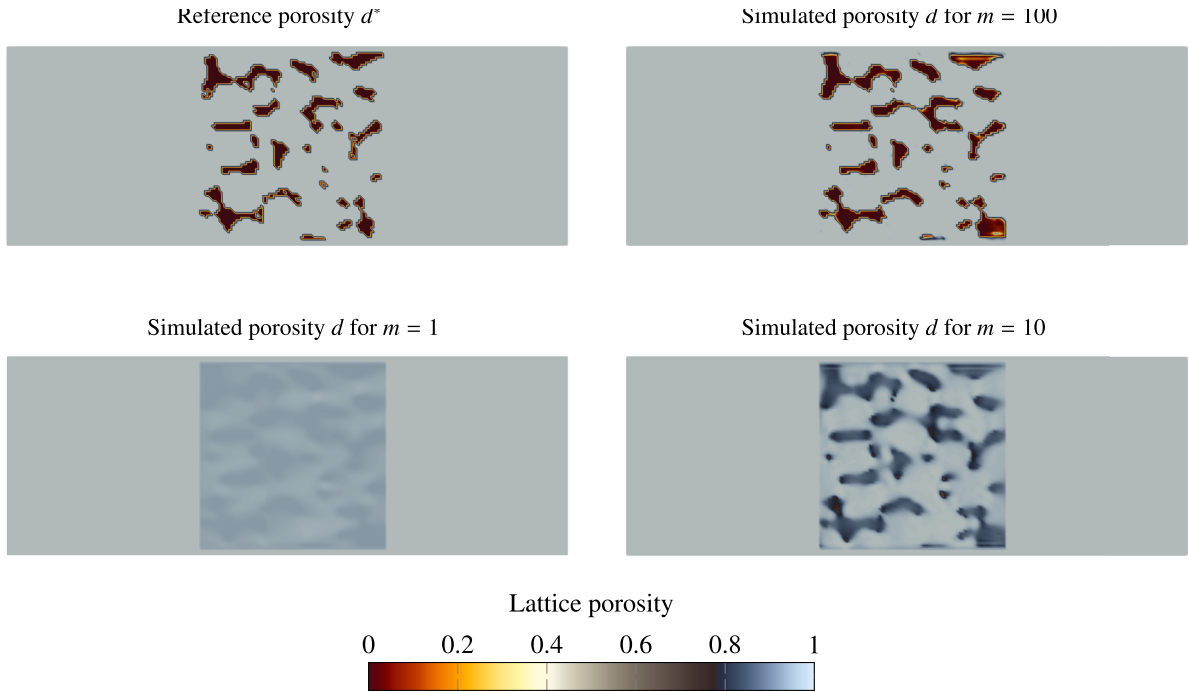 Reference porosity d*
Simulated porosity d for m = 100
Simulated porosity d for m = 1
Simulated porosity d for m = 10
Lattice porosity
0 0.2 0.4 0.6 0.8 1